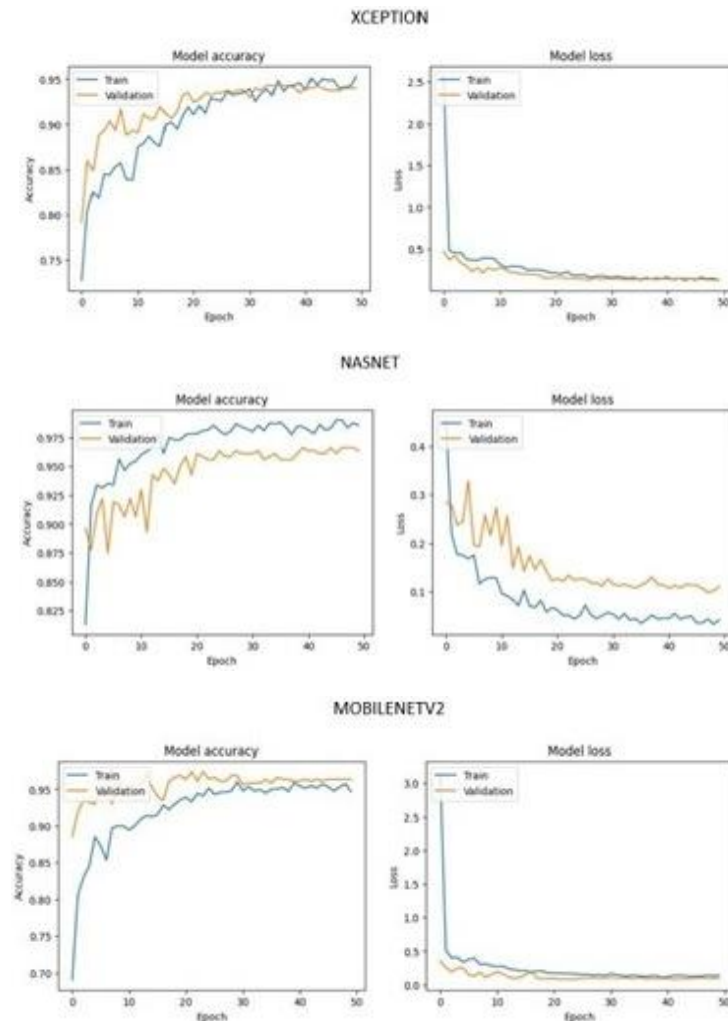 XCEPTION
Model accuracy
Train
Validation
0.95
0.90
0.85
0.80
0.75
Accuracy
0 10 20 30 40 50
Epoch
Model loss
Train
Validation
2.5
2.0
1.5
1.0
0.5
Loss
0 10 20 30 40 50
Epoch
NASNET
Model accuracy
Train
Validation
0.975
0.950
0.925
0.900
0.875
0.850
0.825
Accuracy
0 10 20 30 40 50
Epoch
Model loss
Train
Validation
0.4
0.3
0.2
0.1
Loss
0 10 20 30 40 50
Epoch
MOBILENETV2
Model accuracy
Train
Validation
0.95
0.90
0.85
0.80
0.75
0.70
Accuracy
0 10 20 30 40 50
Epoch
Model loss
Train
Validation
3.0
2.5
2.0
1.5
1.0
0.5
0.0
Loss
0 10 20 30 40 50
Epoch